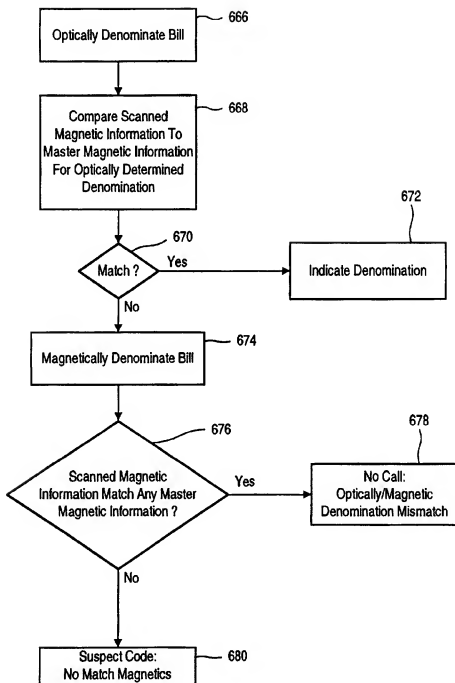 666
Optically Denominate Bill
668
Compare Scanned
Magnetic Information To
Master Magnetic Information
For Optically Determined
Denomination
670
672
Match ?
Yes
Indicate Denomination
No
674
Magnetically Denominate Bill
676
678
Scanned Magnetic
Information Match Any Master
Magnetic Information ?
Yes
No Call:
Optically/Magnetic
Denomination Mismatch
No
680
Suspect Code:
No Match Magnetics